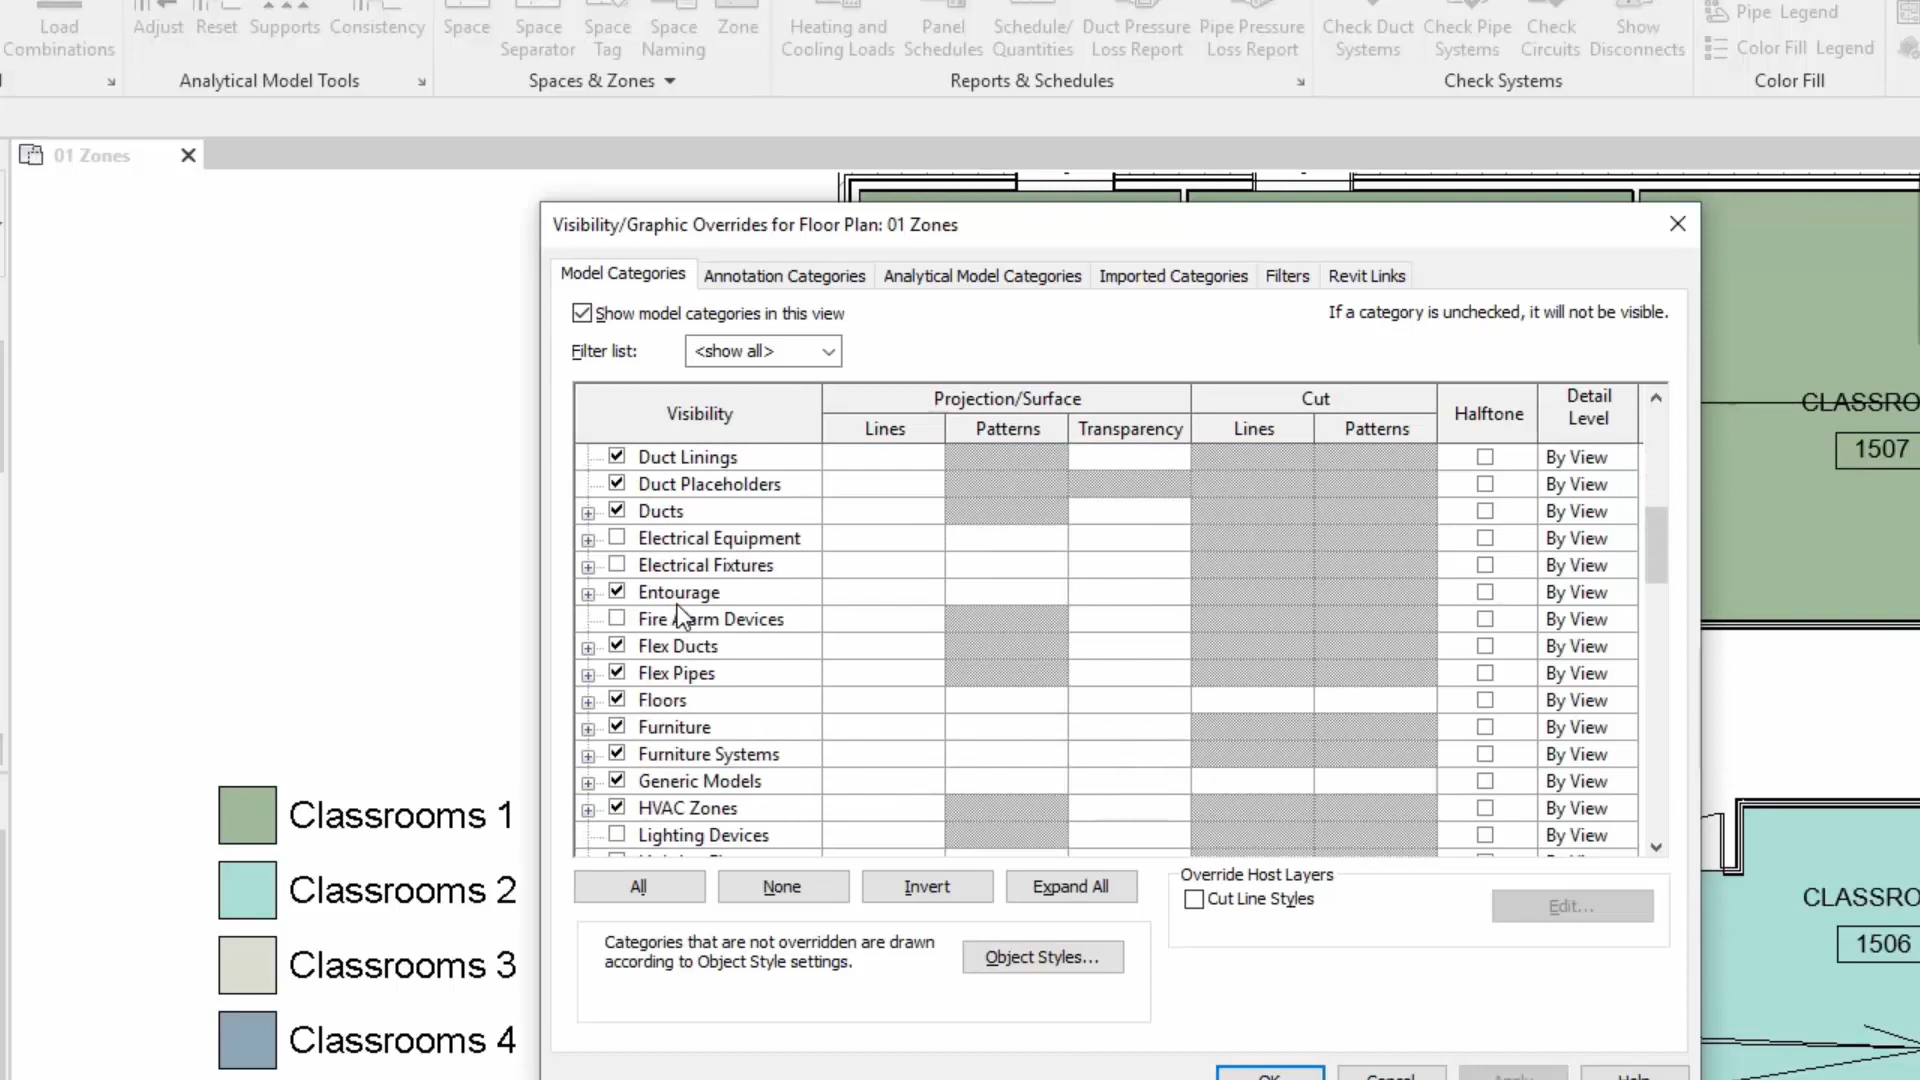 Load
Combinations
Adjust
Reset
Supports
Consistency
Analytical Model Tools
Space
Space
Separator
Space
Tag
Space
Naming
Zone
Spaces & Zones
Heating and
Cooling Loads
Panel
Schedules
Schedule/
Quantities
Duct Pressure
Loss Report
Pipe Pressure
Loss Report
Reports & Schedules
Check Duct
Systems
Check Pipe
Systems
Check
Circuits
Show
Disconnects
Check Systems
Pipe Legend
Color Fill Legend
Color Fill
01 Zones
Visibility/Graphic Overrides for Floor Plan: 01 Zones
Model Categories
Annotation Categories
Analytical Model Categories
Imported Categories
Filters
Revit Links
Show model categories in this view
If a category is unchecked, it will not be visible.
Filter list:
<show all>
Visibility
Projection/Surface
Cut
Halftone
Detail
Level
Lines
Patterns
Transparency
Lines
Patterns
Duct Linings By View
Duct Placeholders By View
Ducts By View
Electrical Equipment By View
Electrical Fixtures By View
Entourage By View
Fire Alarm Devices By View
Flex Ducts By View
Flex Pipes By View
Floors By View
Furniture By View
Furniture Systems By View
Generic Models By View
HVAC Zones By View
Lighting Devices By View
All
None
Invert
Expand All
Override Host Layers
Cut Line Styles
Edit...
Categories that are not overridden are drawn
according to Object Style settings.
Object Styles...
OK
Cancel
Apply
Help
Classrooms 1
Classrooms 2
Classrooms 3
Classrooms 4
CLASSRO
1507
CLASSRO
1506